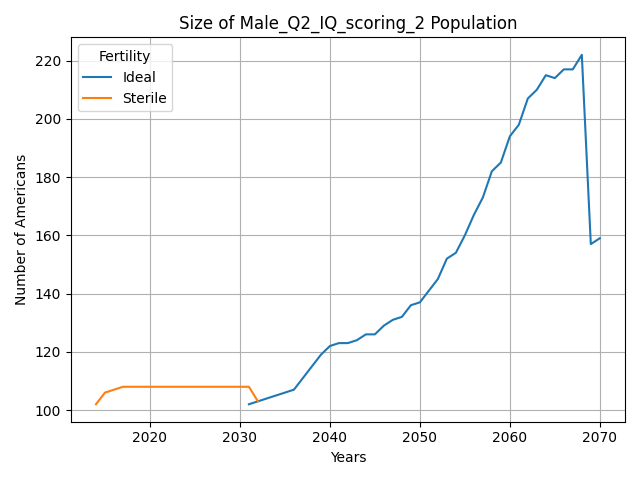 Size of Male_Q2_IQ_scoring_2 Population
Fertility
Ideal
Sterile
Number of Americans
220
200
180
160
140
120
100
2020 2030 2040 2050 2060 2070
Years